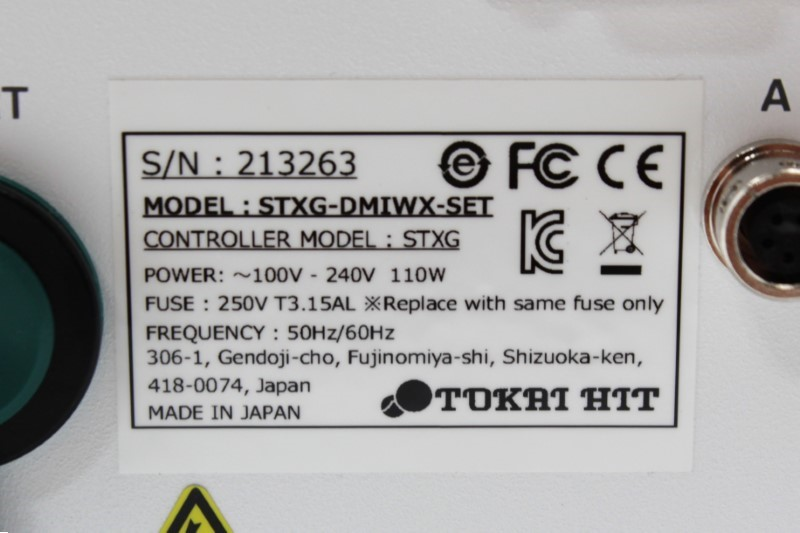 T
A
S/N : 213263
FC CE
MODEL : STXG-DMIWX-SET
CONTROLLER MODEL : STXG
POWER: ～100V - 240V 110W
FUSE : 250V T3.15AL ※Replace with same fuse only
FREQUENCY : 50Hz/60Hz
306-1, Gendoji-cho, Fujinomiya-shi, Shizuoka-ken,
418-0074, Japan
MADE IN JAPAN
TOKAI HIT